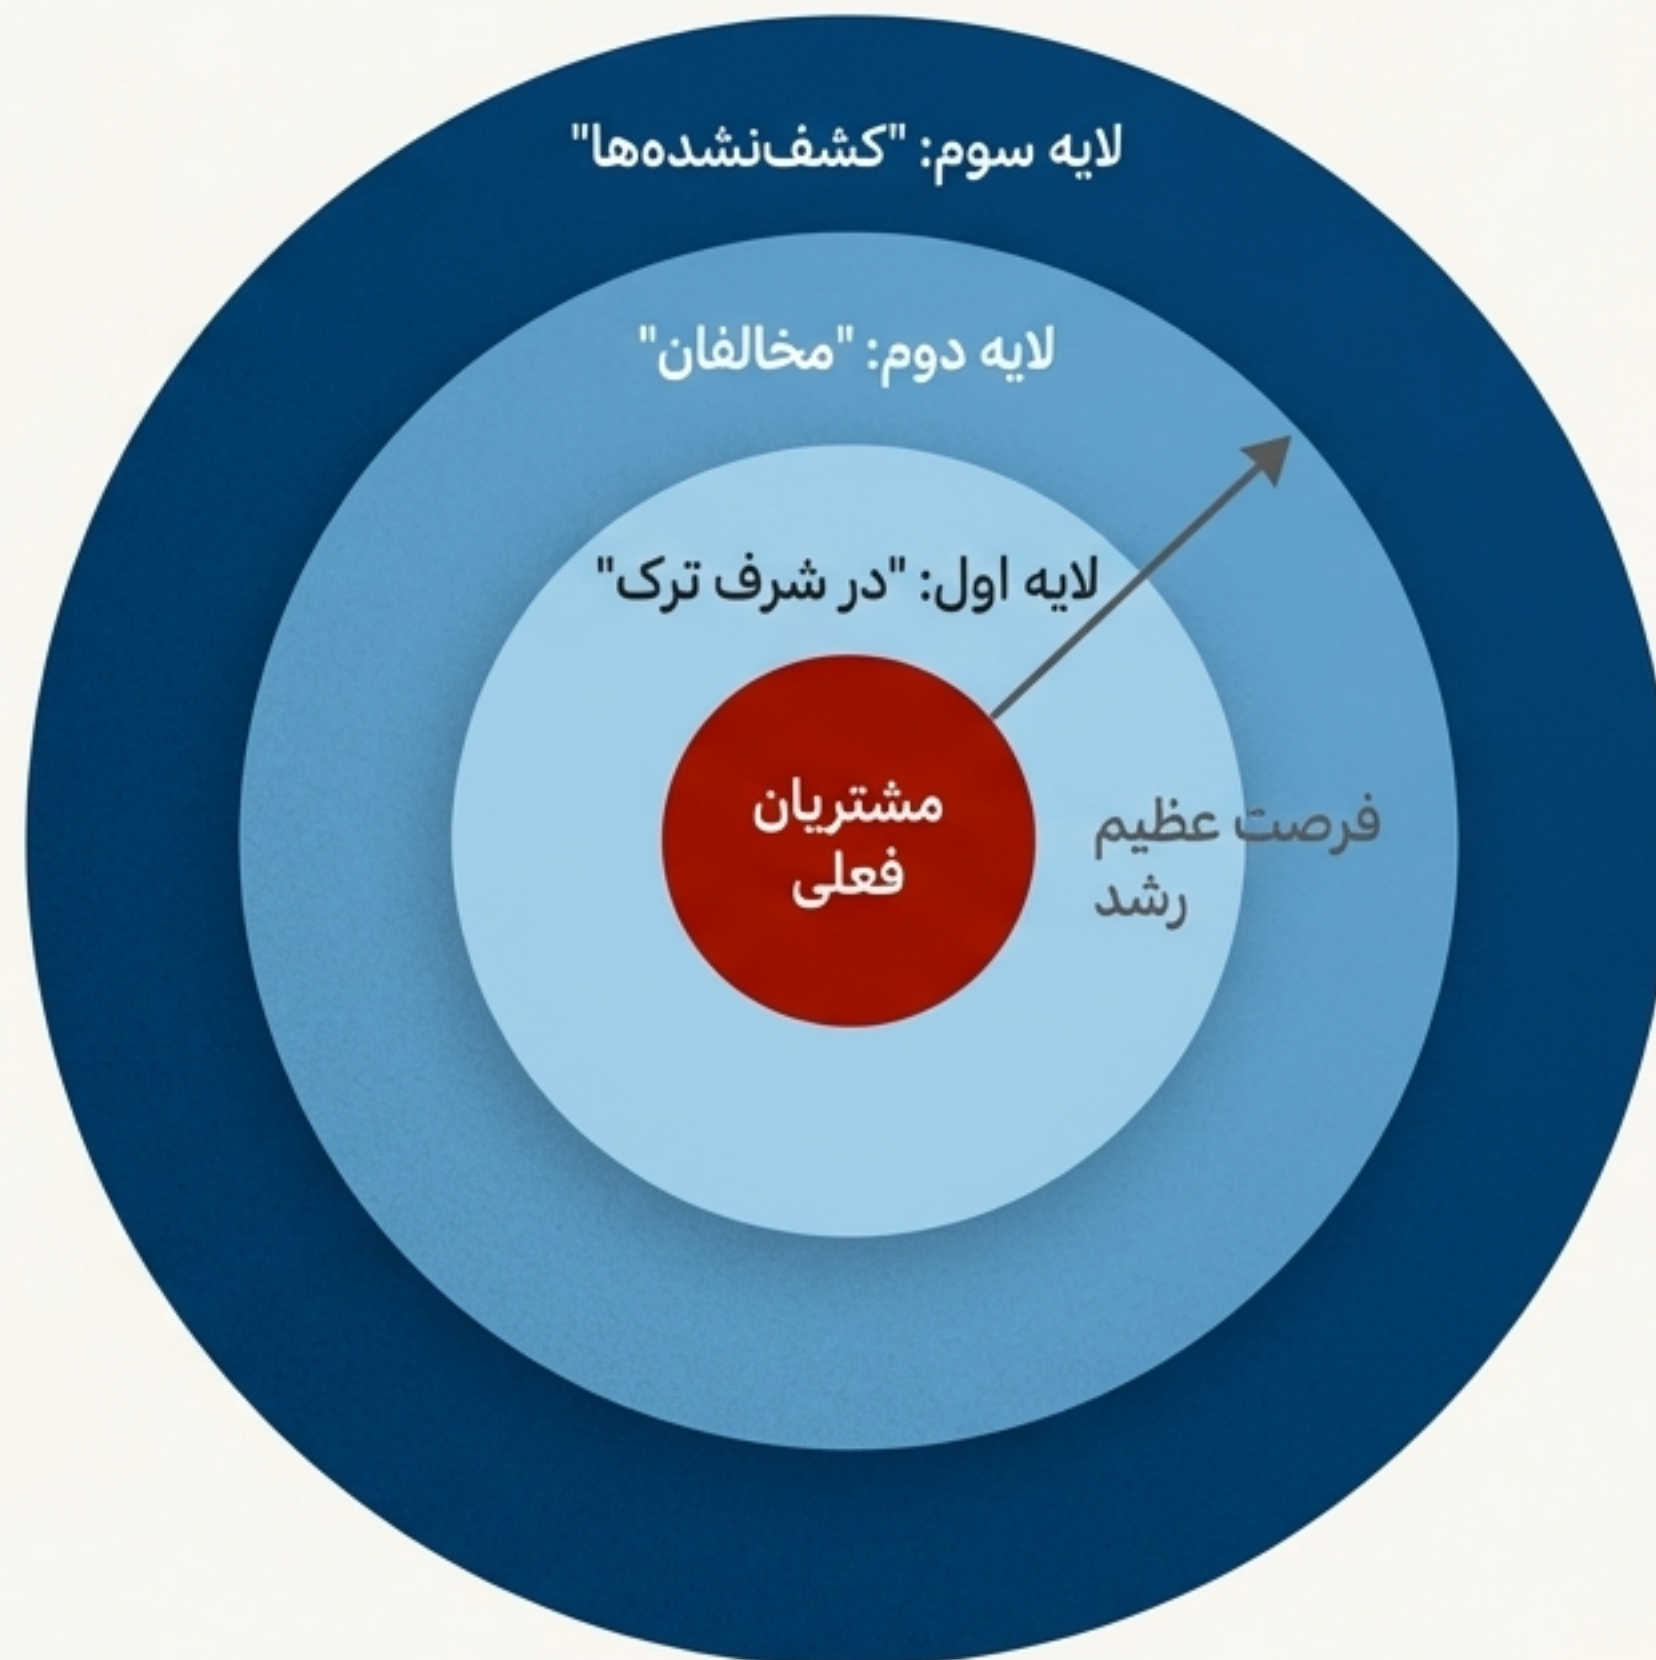 لایه سوم: "کشف‌نشده‌ها"
لایه دوم: "مخالفان"
لایه اول: "در شرف ترک"
مشتریان
فعلی
فرصت عظیم
رشد